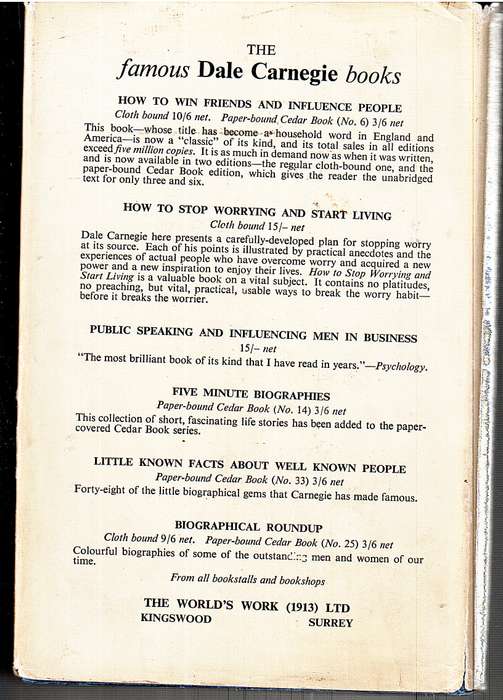 THE
famous Dale Carnegie books
HOW TO WIN FRIENDS AND INFLUENCE PEOPLE
Cloth bound 10/6 net. Paper-bound Cedar Book (No. 6) 3/6 net
This book—whose title has become a household word in England and
America—is now a "classic" of its kind, and its total sales in all editions
exceed five million copies. It is as much in demand now as when it was written,
and is now available in two editions—the regular cloth-bound one, and the
paper-bound Cedar Book edition, which gives the reader the unabridged
text for only three and six.
HOW TO STOP WORRYING AND START LIVING
Cloth bound 15/– net
Dale Carnegie here presents a carefully-developed plan for stopping worry
at its source. Each of his points is illustrated by practical anecdotes and the
experiences of actual people who have overcome worry and acquired a new
power and a new inspiration to enjoy their lives. How to Stop Worrying and
Start Living is a valuable book on a vital subject. It contains no platitudes,
no preaching, but vital, practical, usable ways to break the worry habit—
before it breaks the worrier.
PUBLIC SPEAKING AND INFLUENCING MEN IN BUSINESS
15/– net
"The most brilliant book of its kind that I have read in years."—Psychology.
FIVE MINUTE BIOGRAPHIES
Paper-bound Cedar Book (No. 14) 3/6 net
This collection of short, fascinating life stories has been added to the paper-
covered Cedar Book series.
LITTLE KNOWN FACTS ABOUT WELL KNOWN PEOPLE
Paper-bound Cedar Book (No. 33) 3/6 net
Forty-eight of the little biographical gems that Carnegie has made famous.
BIOGRAPHICAL ROUNDUP
Cloth bound 9/6 net. Paper-bound Cedar Book (No. 25) 3/6 net
Colourful biographies of some of the outstanding men and women of our
time.
From all bookstalls and bookshops
THE WORLD'S WORK (1913) LTD
KINGSWOOD SURREY